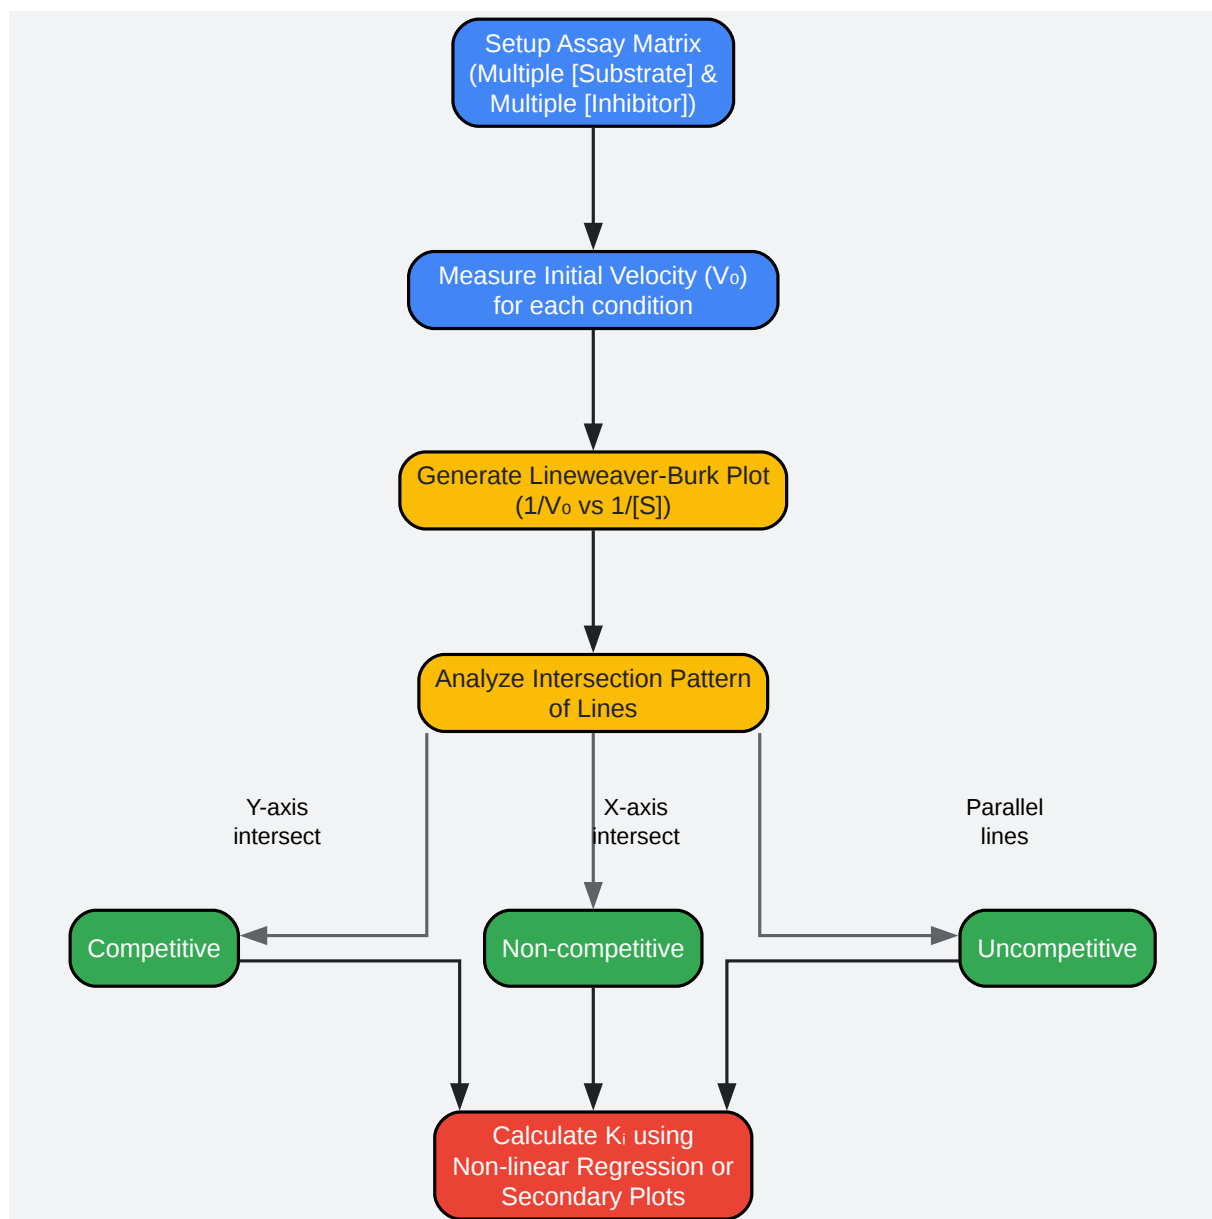 Setup Assay Matrix
(Multiple [Substrate] &
Multiple [Inhibitor])
Measure Initial Velocity (V₀)
for each condition
Generate Lineweaver-Burk Plot
(1/V₀ vs 1/[S])
Analyze Intersection Pattern
of Lines
Y-axis
intersect
X-axis
intersect
Parallel
lines
Competitive
Non-competitive
Uncompetitive
Calculate Kᵢ using
Non-linear Regression or
Secondary Plots